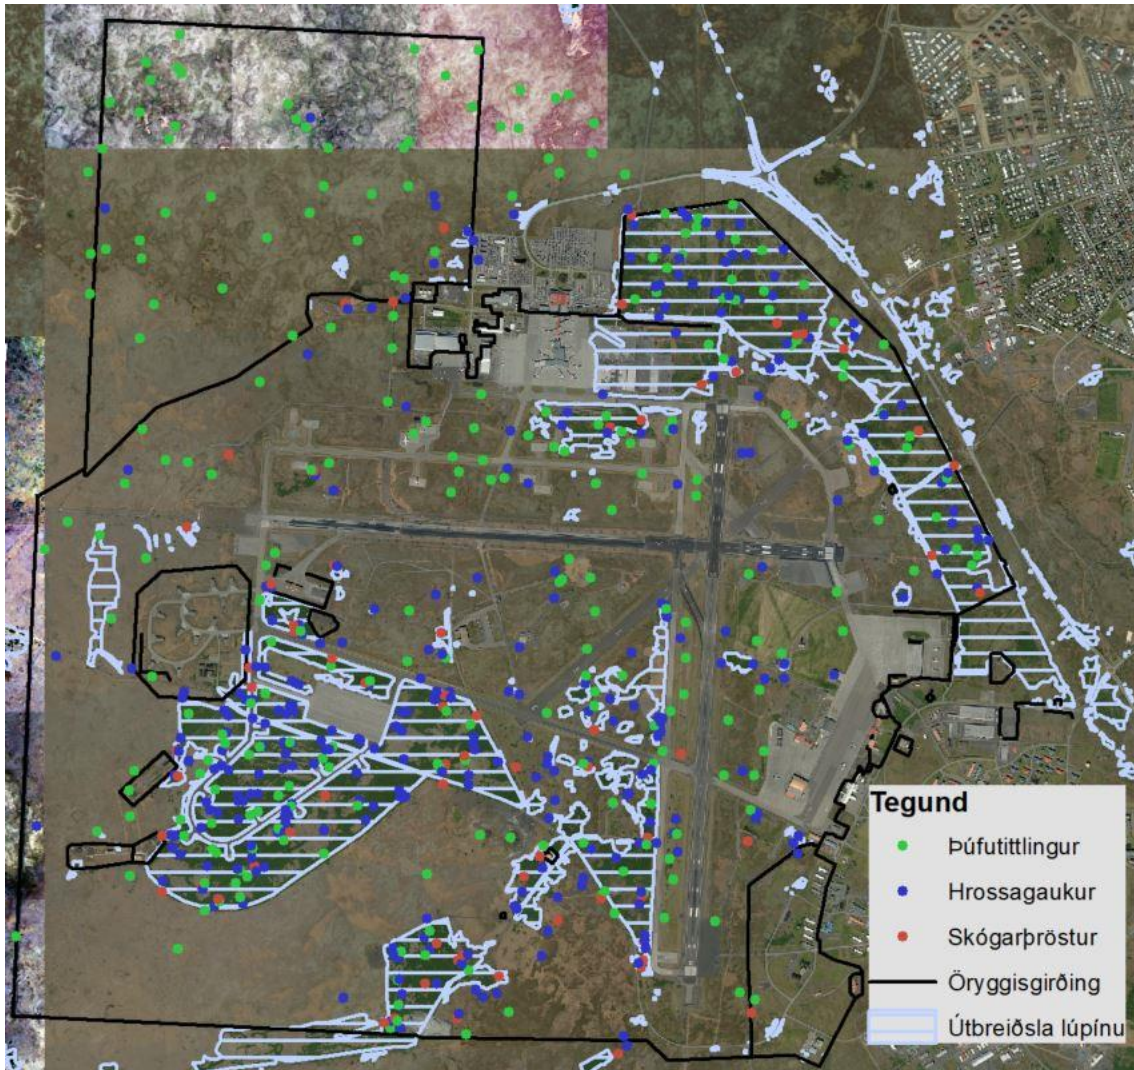 Tegund
Þúfutittlingur
Hrossagaukur
Skógarþröstur
Öryggisgirðing
Útbreiðsla lúpínu